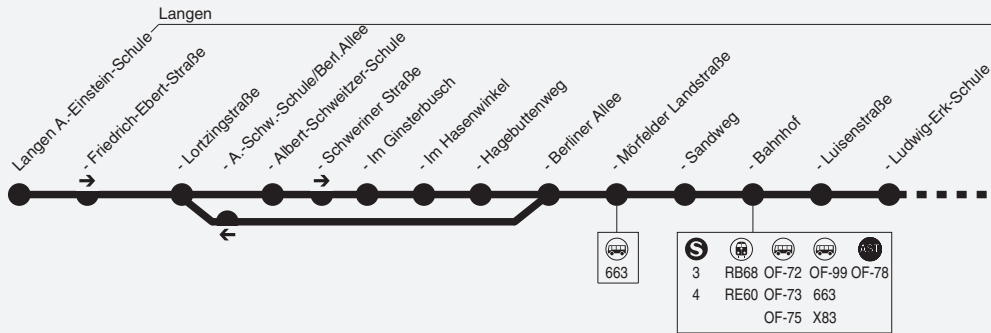 Langen
Langen A.-Einstein-Schule
- Friedrich-Ebert-Straße
- Lortzingstraße
- A.-Schw.-Schule/Berl.Allee
- Albert-Schweitzer-Schule
- Schweriner Straße
- Im Ginsterbusch
- Im Hasenwinkel
- Hagebuttenweg
- Berliner Allee
- Mörfelder Landstraße
- Sandweg
- Bahnhof
- Luisenstraße
- Ludwig-Erk-Schule
663
S AST
3 RB68 OF-72 OF-99 OF-78
4 RE60 OF-73 663
OF-75 X83